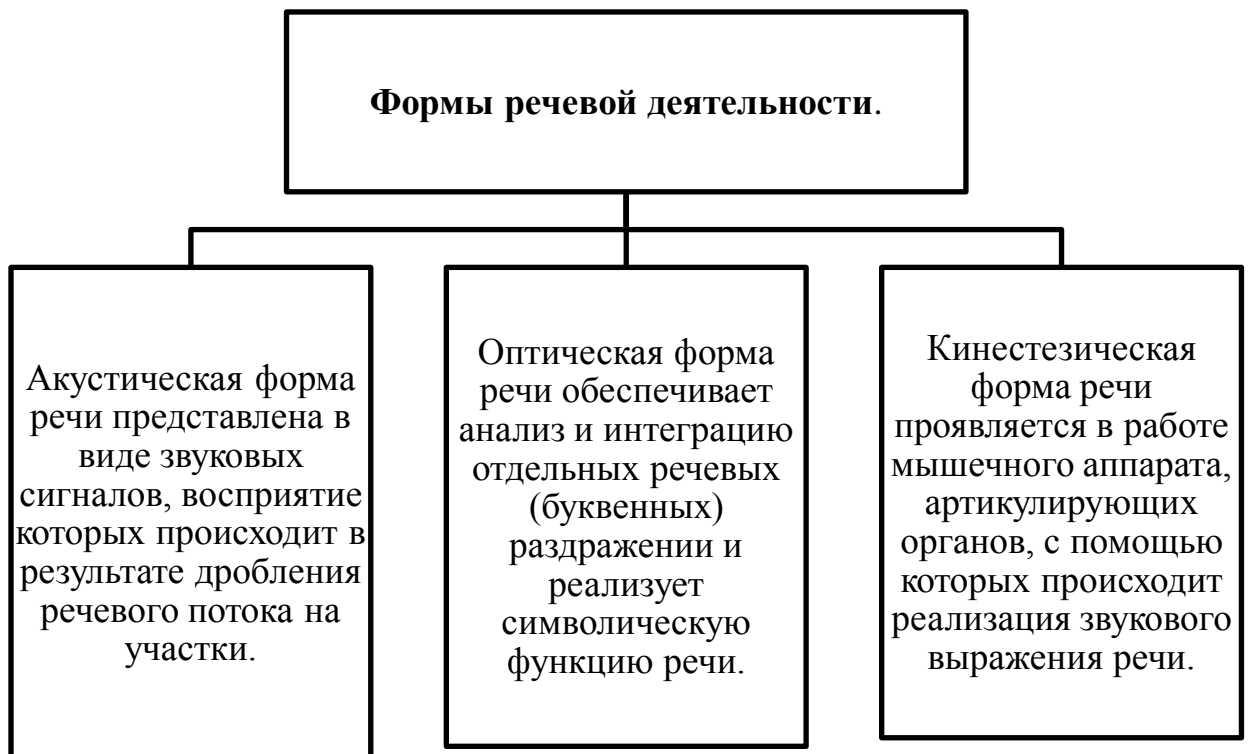 Формы речевой деятельности.
Акустическая форма
речи представлена в
виде звуковых
сигналов, восприятие
которых происходит в
результате дробления
речевого потока на
участки.
Оптическая форма
речи обеспечивает
анализ и интеграцию
отдельных речевых
(буквенных)
раздражении и
реализует
символическую
функцию речи.
Кинестезическая
форма речи
проявляется в работе
мышечного аппарата,
артикулирующих
органов, с помощью
которых происходит
реализация звукового
выражения речи.